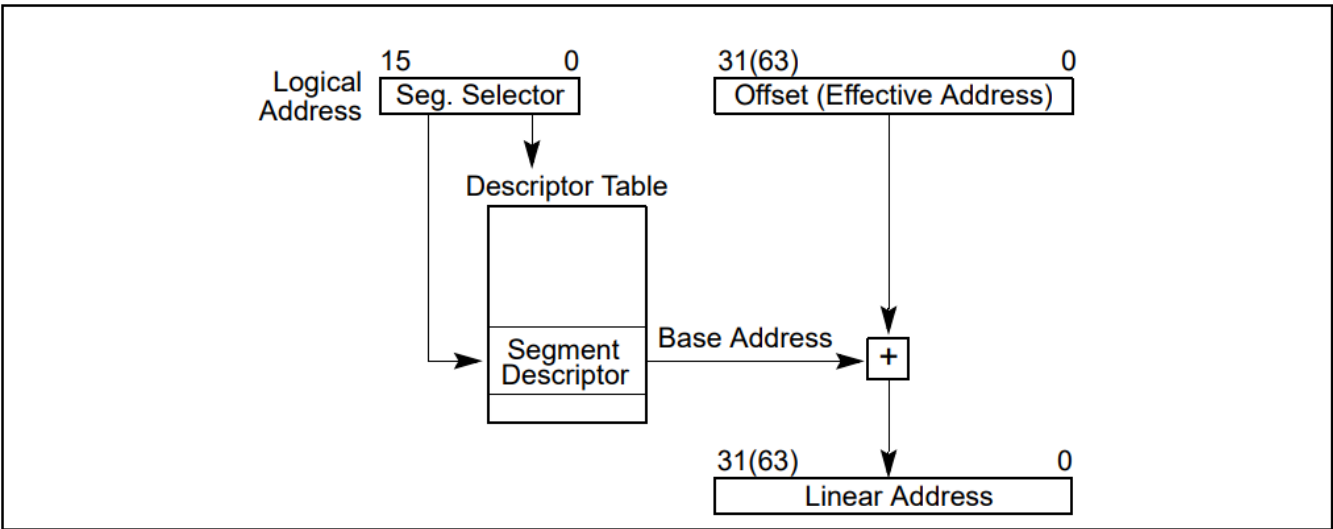 15 0 31(63) 0
Logical
Address
Seg. Selector
Offset (Effective Address)
Descriptor Table
Base Address
Segment
Descriptor
+
31(63) 0
Linear Address